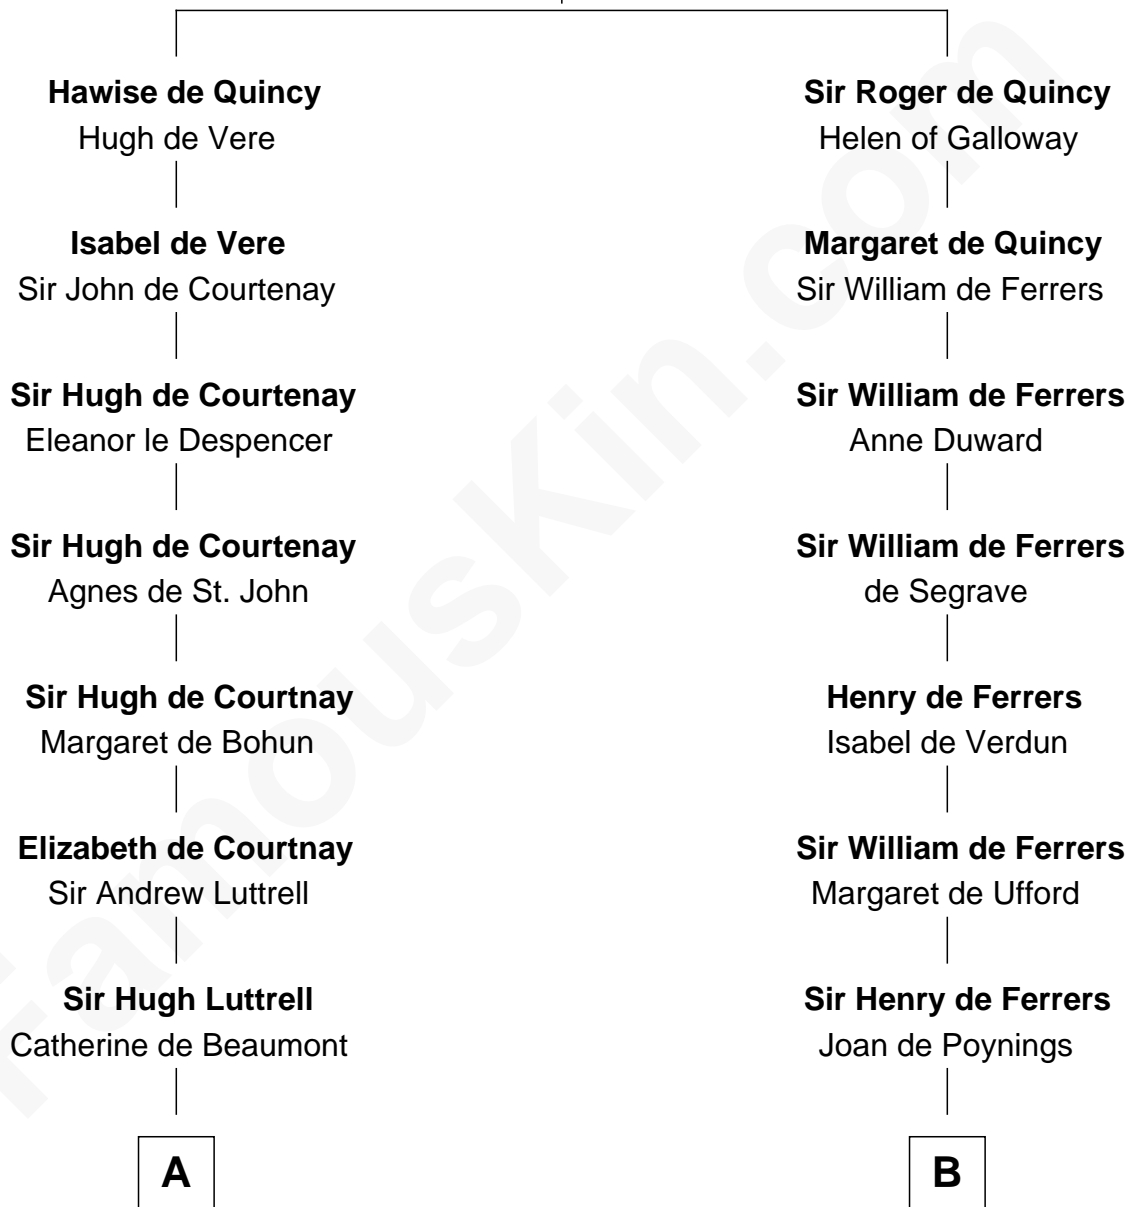 Hawise de Quincy
Hugh de Vere
Isabel de Vere
Sir John de Courtenay
Sir Hugh de Courtenay
Eleanor le Despencer
Sir Hugh de Courtenay
Agnes de St. John
Sir Hugh de Courtnay
Margaret de Bohun
Elizabeth de Courtnay
Sir Andrew Luttrell
Sir Hugh Luttrell
Catherine de Beaumont
A
Sir Roger de Quincy
Helen of Galloway
Margaret de Quincy
Sir William de Ferrers
Sir William de Ferrers
Anne Duward
Sir William de Ferrers
de Segrave
Henry de Ferrers
Isabel de Verdun
Sir William de Ferrers
Margaret de Ufford
Sir Henry de Ferrers
Joan de Poynings
B
FamousKin.com